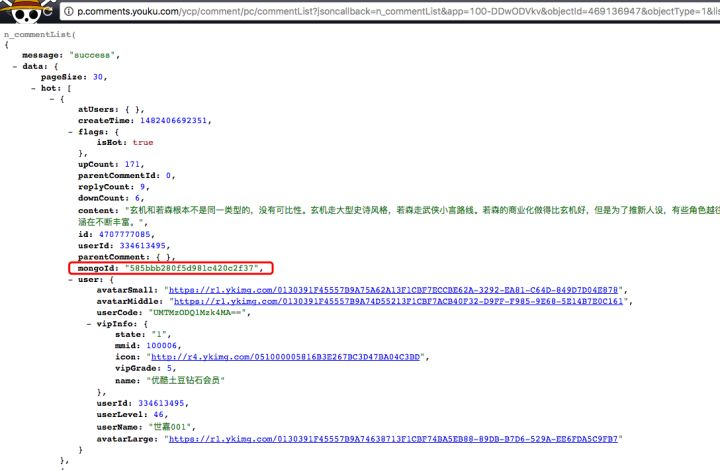 p.comments.youku.com/ycp/comment/pc/commentList?jsoncallback=n_commentList&app=100-DDwODVkv&objectId=469136947&objectType=1&lis
n_commentList(
{
message: "success",
- data: {
pageSize: 30,
- hot: [
- {
atUsers: { },
createTime: 1482406692351,
- flags: {
isHot: true
},
upCount: 171,
parentCommentId: 0,
replyCount: 9,
downCount: 6,
content: "玄机和若森根本不是同一类型的，没有可比性。玄机走大型史诗风格，若森走武侠小言路线。若森的商业化做得比玄机好，但是为了推新人设，有些角色越往
涵在不断丰富。",
id: 4707777085,
userId: 334613495,
parentComment: { },
mongoId: "585bbb280f5d981c420c2f37",
- user: {
avatarSmall: "https://r1.ykimg.com/0130391F45557B9A75A62A13F1CBF7ECCBE62A-3292-EA81-C64D-849D7D04E878",
avatarMiddle: "https://r1.ykimg.com/0130391F45557B9A74D55213F1CBF7ACB40F32-D9FF-F985-9E68-5E14B7E0C161",
userCode: "UMTMzODQ1Mzk4MA==",
- vipInfo: {
state: "1",
mmid: 100006,
icon: "http://r4.ykimg.com/051000005816B3E267BC3D47BA04C3BD",
vipGrade: 5,
name: "优酷土豆钻石会员"
},
userId: 334613495,
userLevel: 46,
userName: "世嘉001",
avatarLarge: "https://r1.ykimg.com/0130391F45557B9A74638713F1CBF74BA5EB88-89DB-B7D6-529A-EE6FDA5C9FB7"
}
},